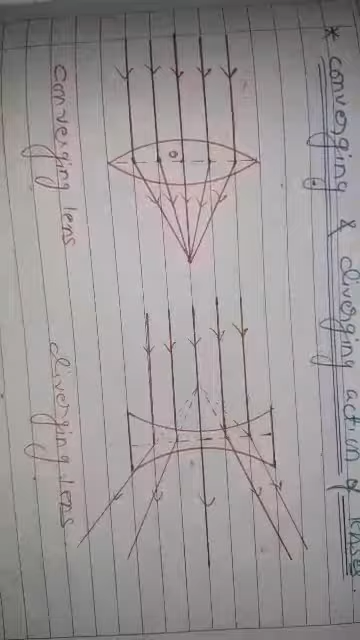 * converging & diverging action of lenses.
o
converging lens
diverging lens